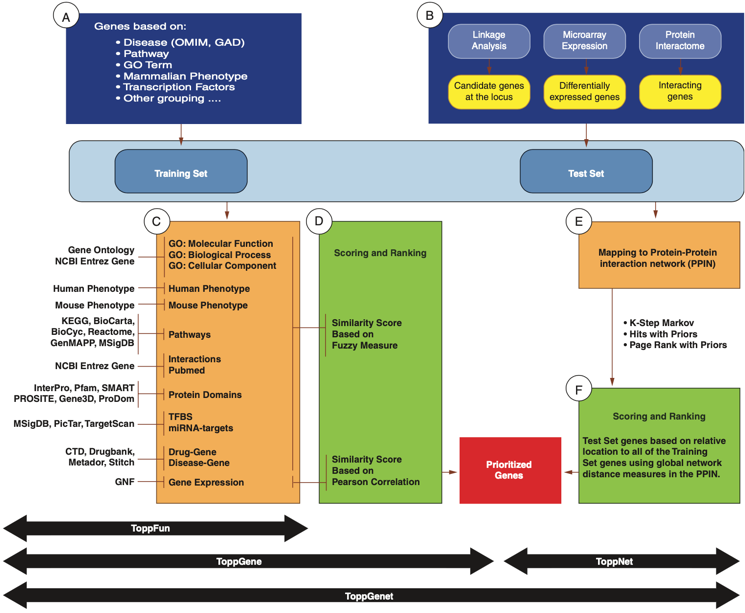 A
Genes based on:
• Disease (OMIM, GAD)
• Pathway
• GO Term
• Mammalian Phenotype
• Transcription Factors
• Other grouping ....
B
Linkage
Analysis
Microarray
Expression
Protein
Interactome
Candidate genes
at the locus
Differentially
expressed genes
Interacting
genes
Training Set
Test Set
C
Gene Ontology
NCBI Entrez Gene
GO: Molecular Function
GO: Biological Process
GO: Cellular Component
Human Phenotype
Human Phenotype
Mouse Phenotype
Mouse Phenotype
KEGG, BioCarta,
BioCyc, Reactome,
GenMAPP, MSigDB
Pathways
NCBI Entrez Gene
Interactions
Pubmed
InterPro, Pfam, SMART
PROSITE, Gene3D, ProDom
Protein Domains
MSigDB, PicTar, TargetScan
TFBS
miRNA-targets
CTD, Drugbank,
Metador, Stitch
Drug-Gene
Disease-Gene
GNF
Gene Expression
D
Scoring and Ranking
Similarity Score
Based on
Fuzzy Measure
Similarity Score
Based on
Pearson Correlation
E
Mapping to Protein-Protein
interaction network (PPIN)
• K-Step Markov
• Hits with Priors
• Page Rank with Priors
F
Scoring and Ranking
Test Set genes based on relative
location to all of the Training
Set genes using global network
distance measures in the PPIN.
Prioritized
Genes
ToppFun
ToppGene
ToppNet
ToppGenet